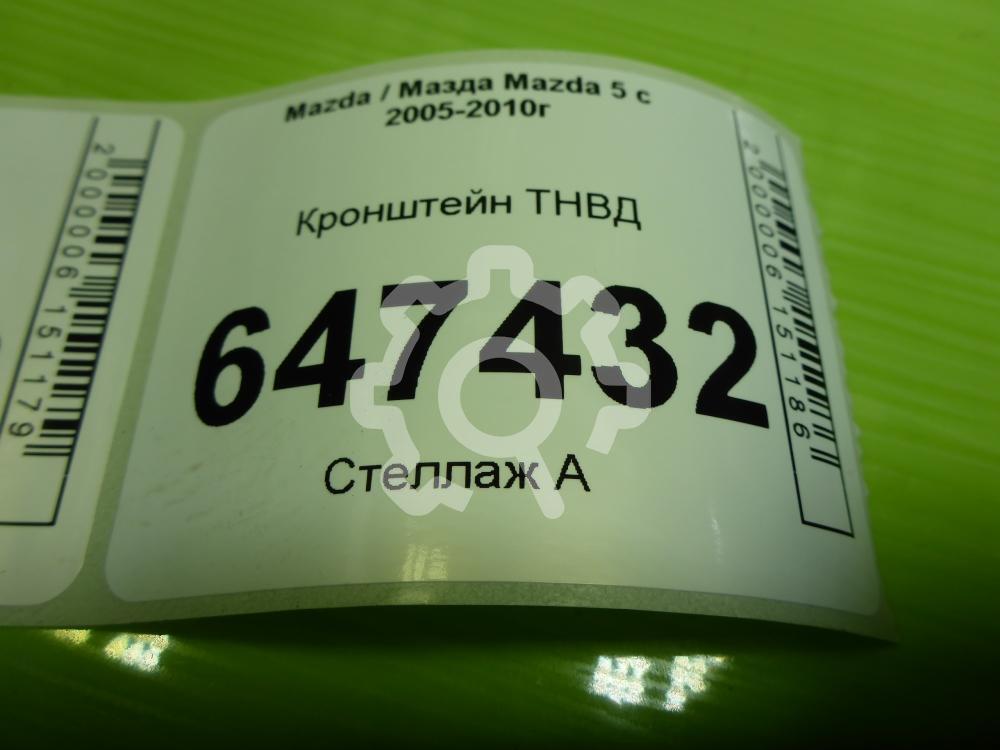 Mazda / Мазда Mazda 5 с
2005-2010г
Кронштейн ТНВД
647432
Стеллаж А
2000006151179
2000006151186